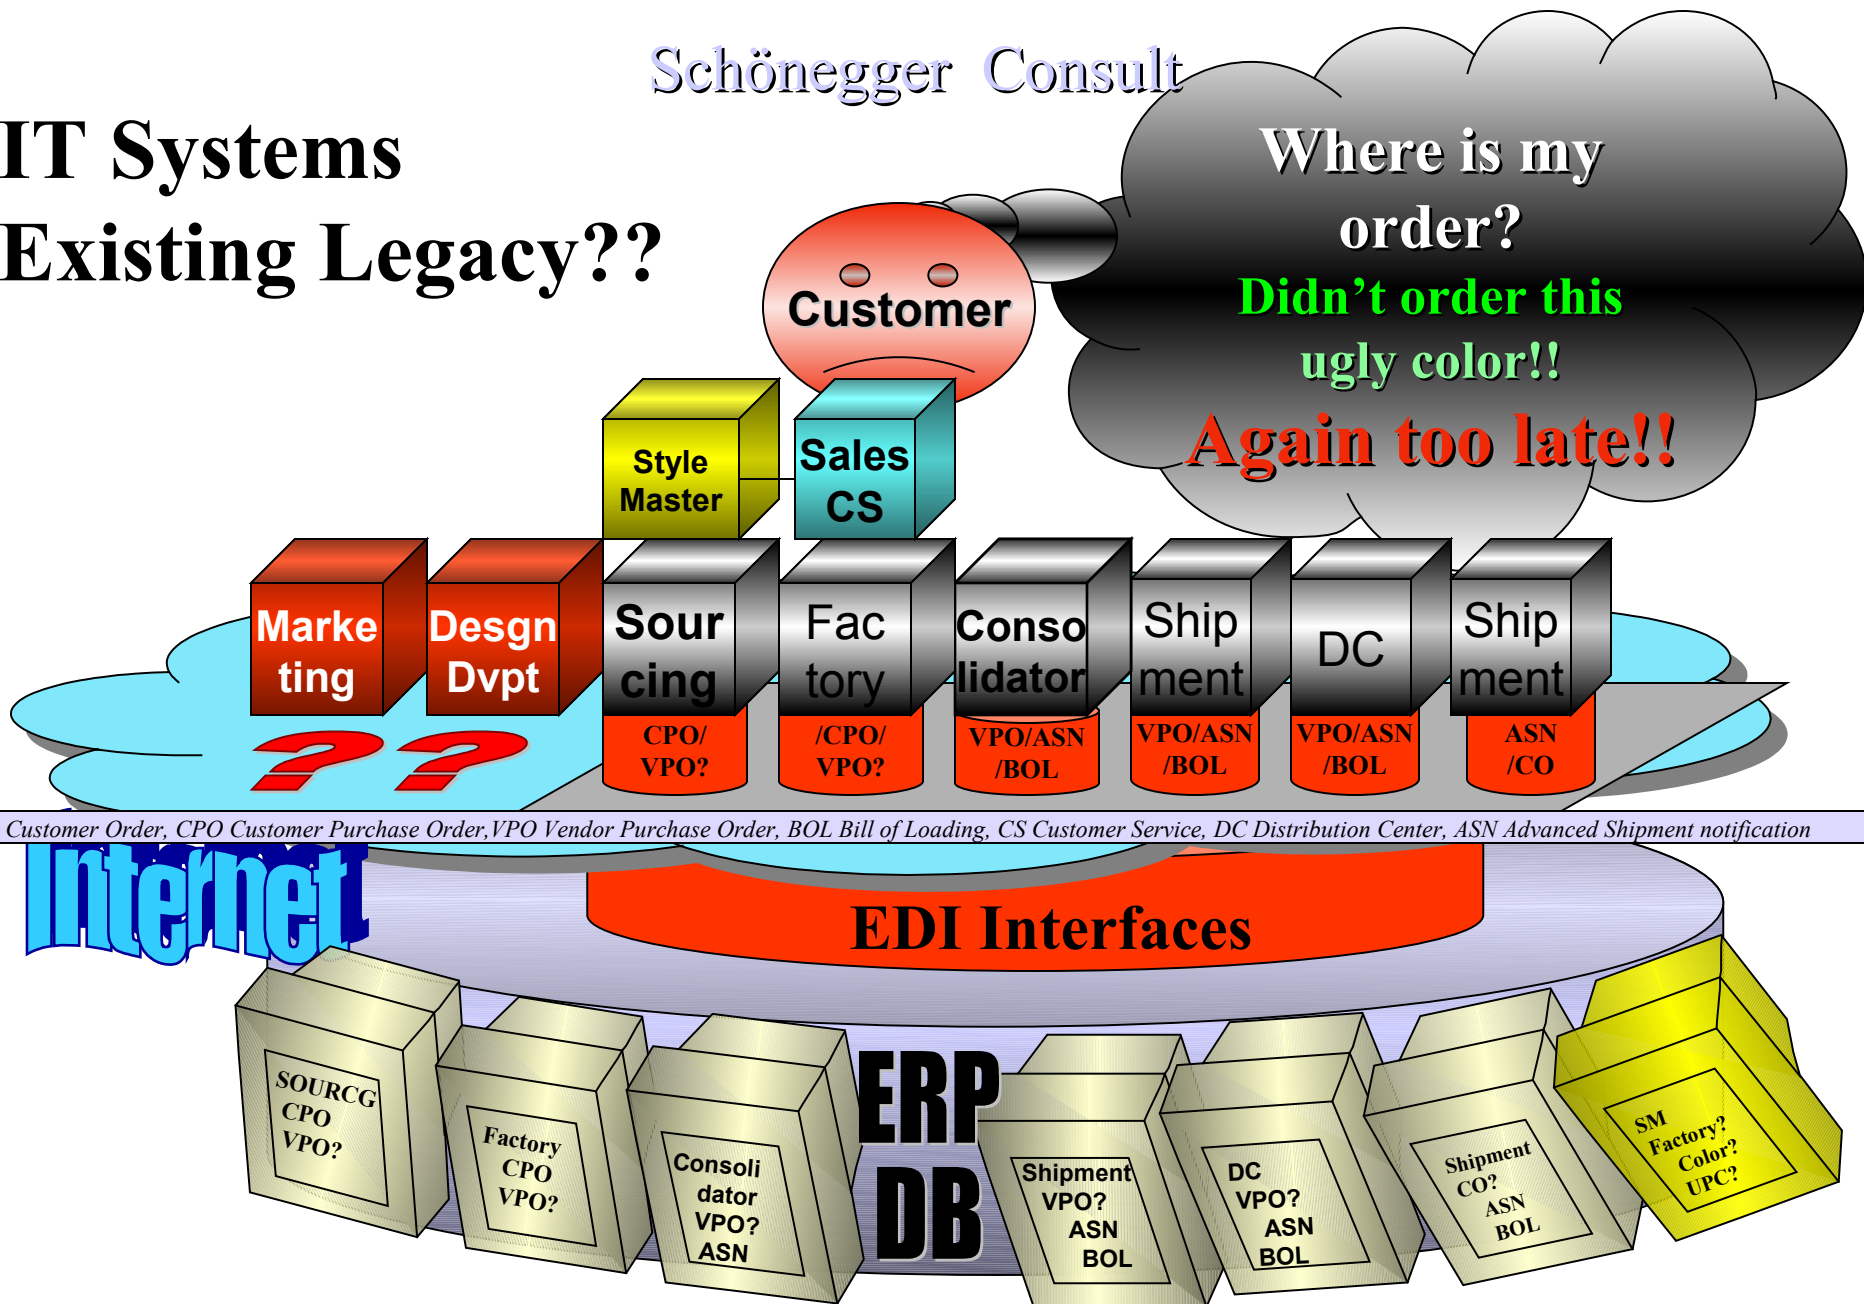 Schönegger Consult
IT Systems
Existing Legacy??
Where is my
order?
Didn't order this
ugly color!!
Again too late!!
Customer
Style
Master
Sales
CS
Marke
ting
Desgn
Dvpt
Sour
cing
Fac
tory
Conso
lidator
Ship
ment
DC
Ship
ment
??
CPO/
VPO?
/CPO/
VPO?
VPO/ASN
/BOL
VPO/ASN
/BOL
VPO/ASN
/BOL
ASN
/CO
Customer Order, CPO Customer Purchase Order,VPO Vendor Purchase Order, BOL Bill of Loading, CS Customer Service, DC Distribution Center, ASN Advanced Shipment notification
Internet
EDI Interfaces
ERP
DB
SOURCG
CPO
VPO?
Factory
CPO
VPO?
Consoli
dator
VPO?
ASN
Shipment
VPO?
ASN
BOL
DC
VPO?
ASN
BOL
Shipment
CO?
ASN
BOL
SM
Factory?
Color?
UPC?